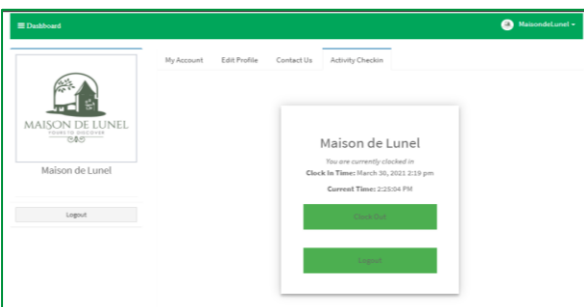 Dashboard
MaisondeLunel
My Account
Edit Profile
Contact Us
Activity Checkin
MAISON DE LUNEL
YOURS TO DISCOVER
Maison de Lunel
Logout
Maison de Lunel
You are currently clocked in
Clock in Time: March 30, 2021 2:19 pm
Current Time: 2:25:04 PM
Clock Out
Logout